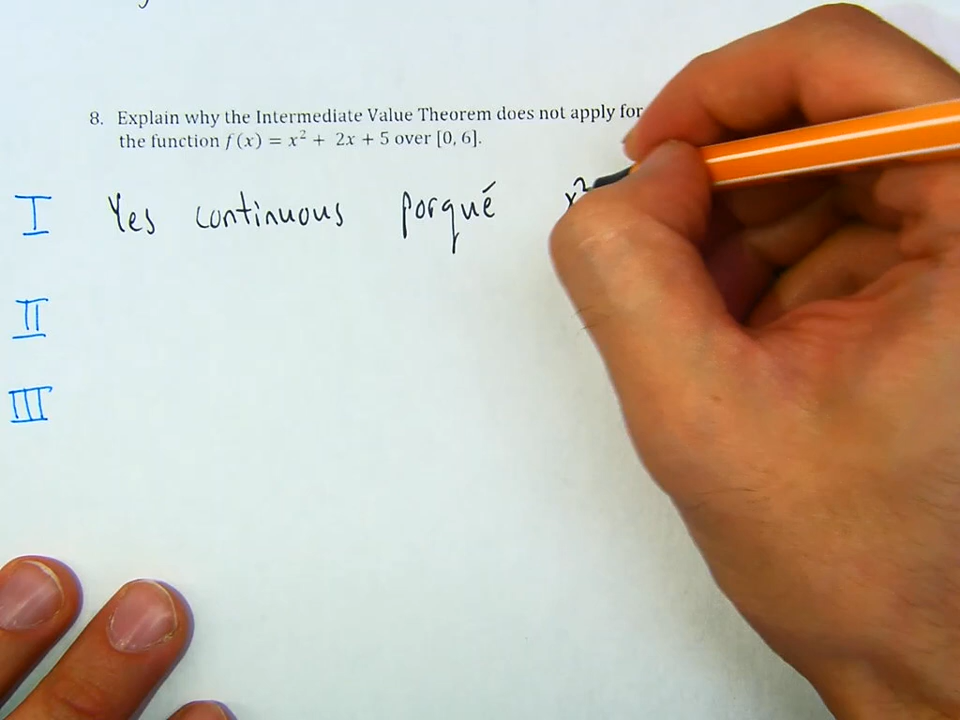 8. Explain why the Intermediate Value Theorem does not apply for
the function f(x) = x² + 2x + 5 over [0, 6].
I Yes continuous porqué x²
II
III